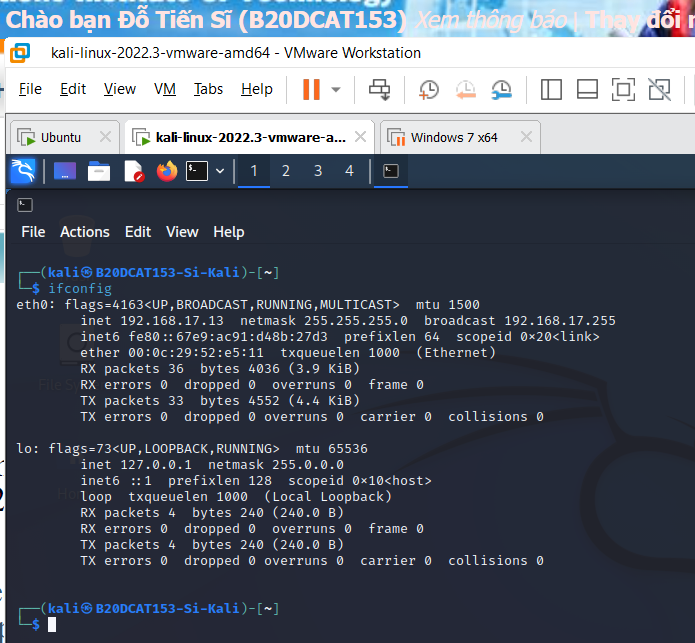 Chào bạn Đỗ Tiến Sĩ (B20DCAT153) Xem thông báo | Thay đổi
kali-linux-2022.3-vmware-amd64 - VMware Workstation
File Edit View VM Tabs Help
Ubuntu kali-linux-2022.3-vmware-a... Windows 7 x64
1 2 3 4
File Actions Edit View Help
┌──(kali㉿B20DCAT153-Si-Kali)-[~]
└─$ ifconfig
eth0: flags=4163<UP,BROADCAST,RUNNING,MULTICAST>  mtu 1500
inet 192.168.17.13  netmask 255.255.255.0  broadcast 192.168.17.255
inet6 fe80::67e9:ac91:d48b:27d3  prefixlen 64  scopeid 0×20<link>
ether 00:0c:29:52:e5:11  txqueuelen 1000  (Ethernet)
RX packets 36  bytes 4036 (3.9 KiB)
RX errors 0  dropped 0  overruns 0  frame 0
TX packets 33  bytes 4552 (4.4 KiB)
TX errors 0  dropped 0 overruns 0  carrier 0  collisions 0
lo: flags=73<UP,LOOPBACK,RUNNING>  mtu 65536
inet 127.0.0.1  netmask 255.0.0.0
inet6 ::1  prefixlen 128  scopeid 0×10<host>
loop  txqueuelen 1000  (Local Loopback)
RX packets 4  bytes 240 (240.0 B)
RX errors 0  dropped 0  overruns 0  frame 0
TX packets 4  bytes 240 (240.0 B)
TX errors 0  dropped 0 overruns 0  carrier 0  collisions 0
┌──(kali㉿B20DCAT153-Si-Kali)-[~]
└─$